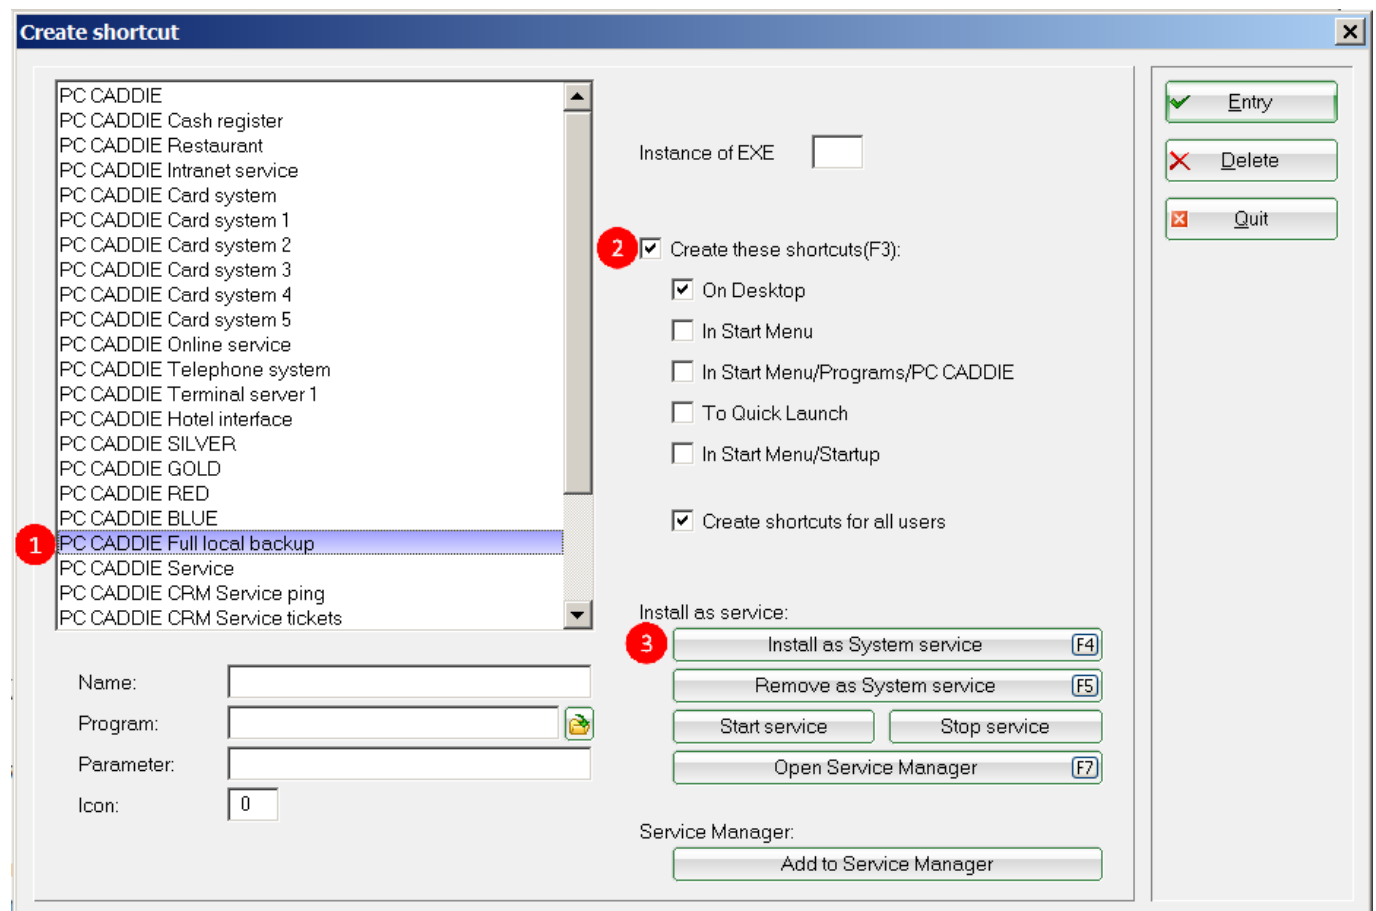 Create shortcut
PC CADDIE
PC CADDIE Cash register
PC CADDIE Restaurant
PC CADDIE Intranet service
PC CADDIE Card system
PC CADDIE Card system 1
PC CADDIE Card system 2
PC CADDIE Card system 3
PC CADDIE Card system 4
PC CADDIE Card system 5
PC CADDIE Online service
PC CADDIE Telephone system
PC CADDIE Terminal server 1
PC CADDIE Hotel interface
PC CADDIE SILVER
PC CADDIE GOLD
PC CADDIE RED
PC CADDIE BLUE
1 PC CADDIE Full local backup
PC CADDIE Service
PC CADDIE CRM Service ping
PC CADDIE CRM Service tickets
Name:
Program:
Parameter:
Icon: 0
Instance of EXE
2 Create these shortcuts(F3):
On Desktop
In Start Menu
In Start Menu/Programs/PC CADDIE
To Quick Launch
In Start Menu/Startup
Create shortcuts for all users
Install as service:
3 Install as System service F4
Remove as System service F5
Start service Stop service
Open Service Manager F7
Service Manager:
Add to Service Manager
Entry
Delete
Quit